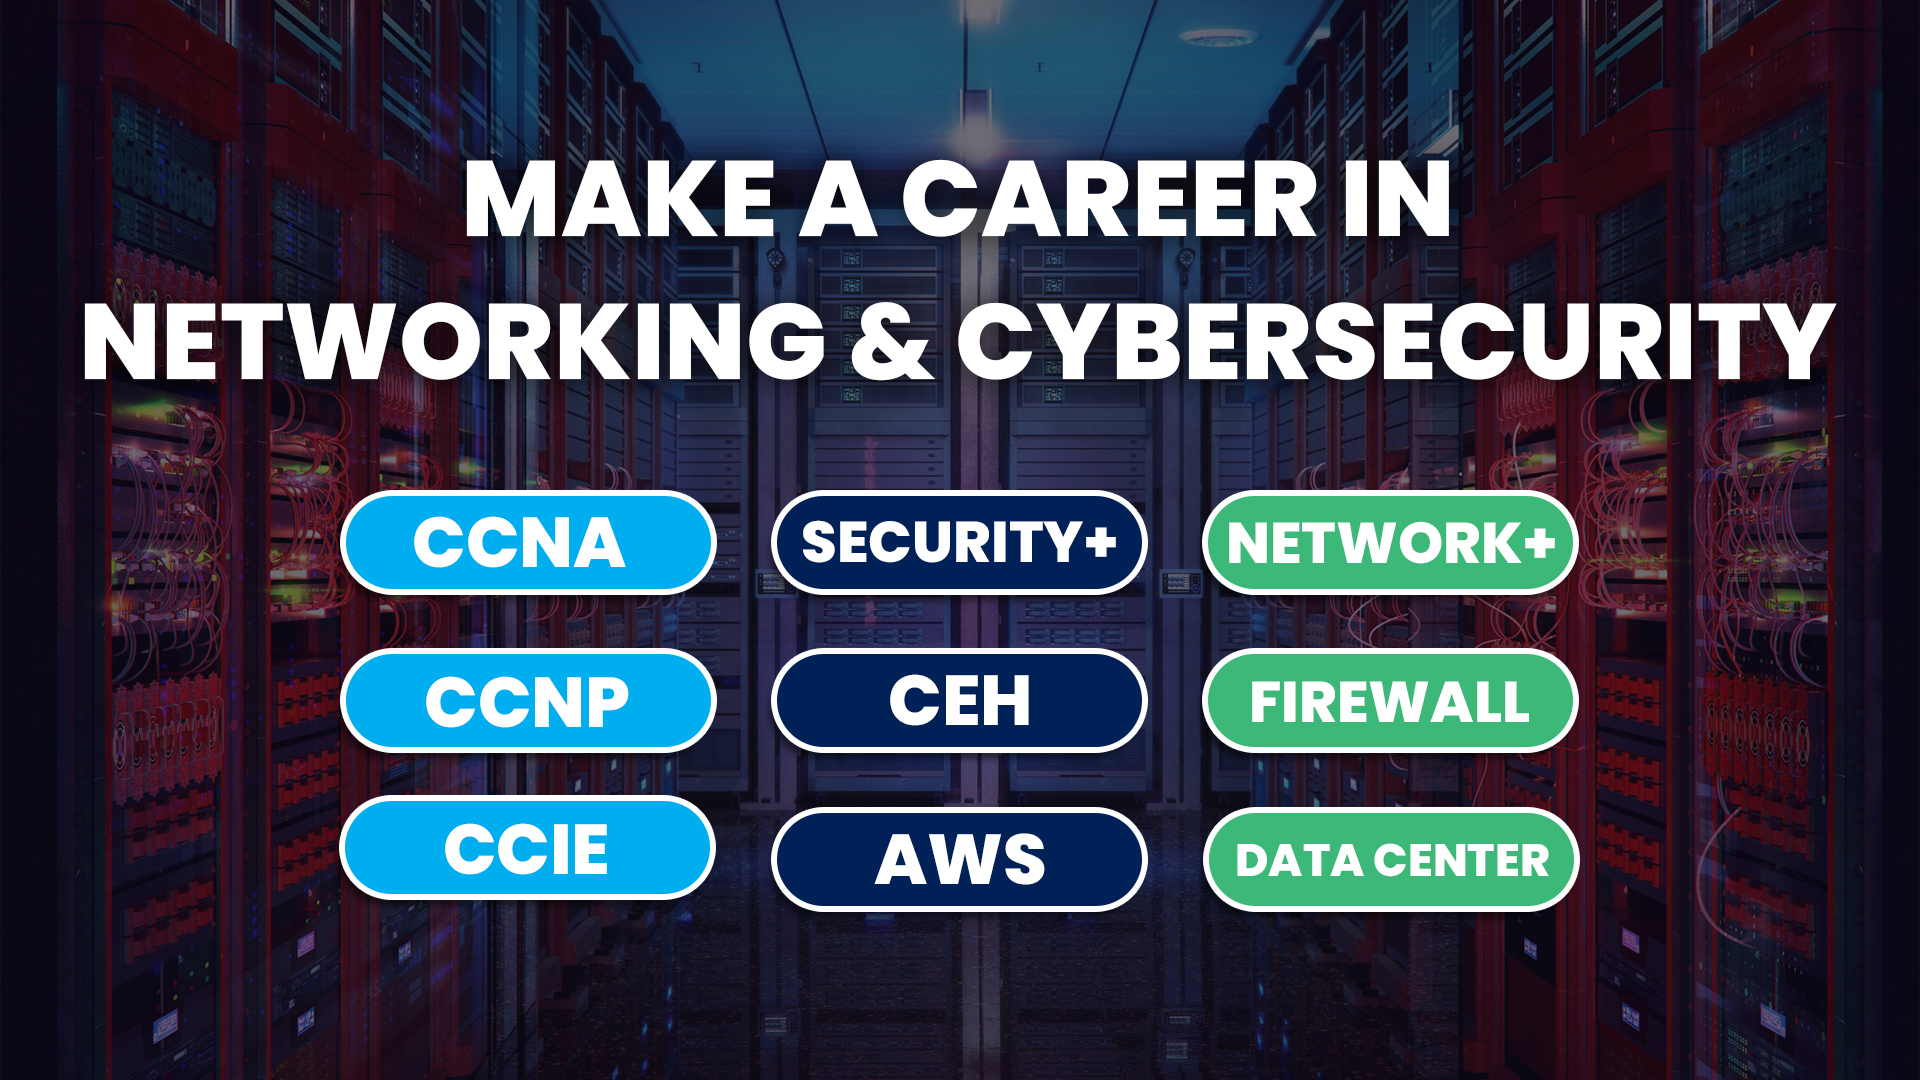 MAKE A CAREER IN
NETWORKING & CYBERSECURITY
CCNA SECURITY+ NETWORK+
CCNP CEH FIREWALL
CCIE AWS DATA CENTER